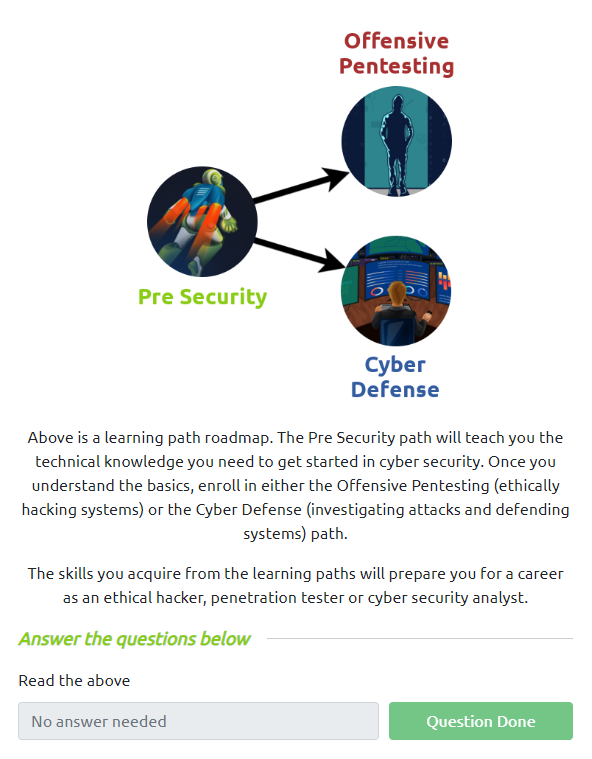 Offensive
Pentesting
Pre Security
Cyber
Defense
Above is a learning path roadmap. The Pre Security path will teach you the
technical knowledge you need to get started in cyber security. Once you
understand the basics, enroll in either the Offensive Pentesting (ethically
hacking systems) or the Cyber Defense (investigating attacks and defending
systems) path.
The skills you acquire from the learning paths will prepare you for a career
as an ethical hacker, penetration tester or cyber security analyst.
Answer the questions below
Read the above
No answer needed
Question Done